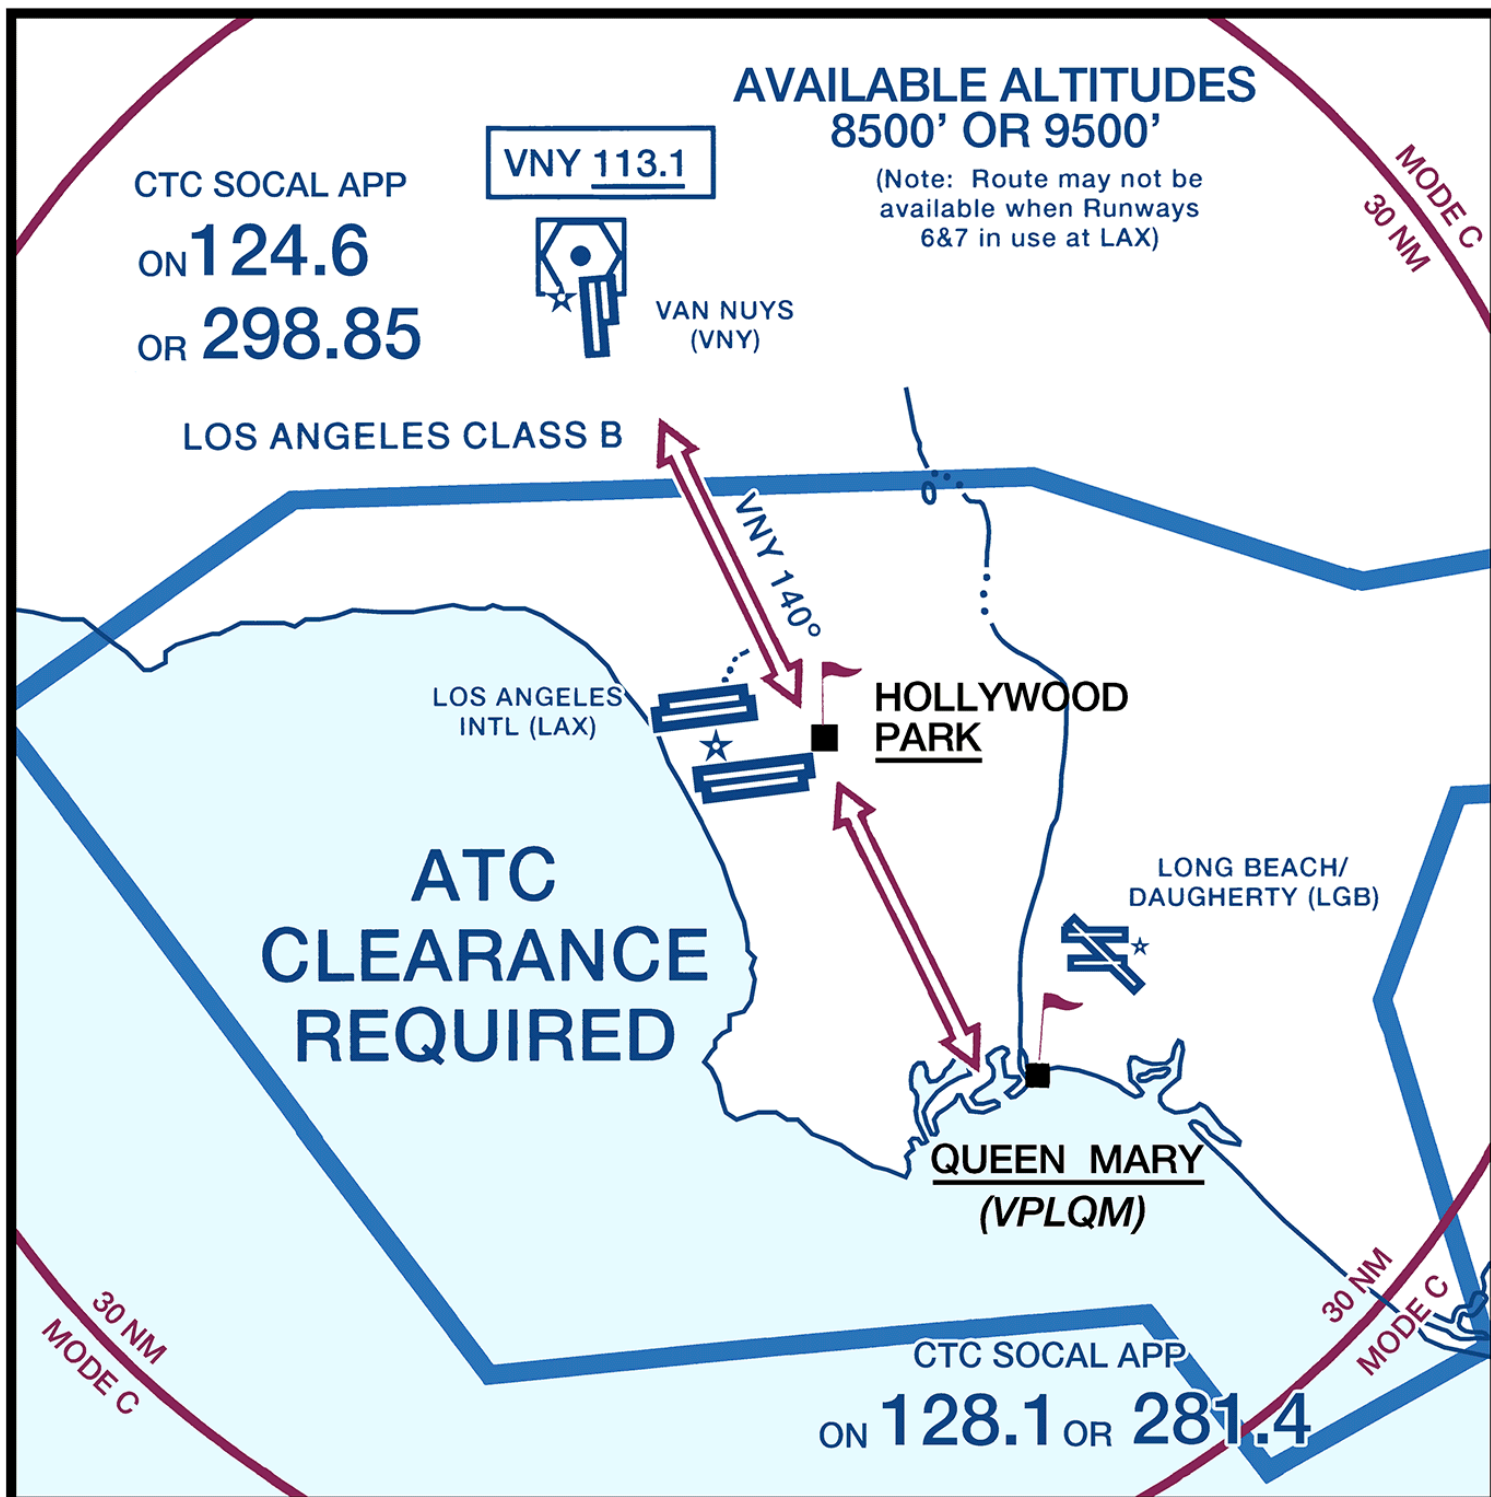 AVAILABLE ALTITUDES
8500' OR 9500'
(Note: Route may not be
available when Runways
6&7 in use at LAX)
MODE C
30 NM
VNY 113.1
CTC SOCAL APP
ON 124.6
OR 298.85
VAN NUYS
(VNY)
LOS ANGELES CLASS B
VNY 140°
LOS ANGELES
INTL (LAX)
HOLLYWOOD
PARK
ATC
CLEARANCE
REQUIRED
LONG BEACH/
DAUGHERTY (LGB)
QUEEN MARY
(VPLQM)
30 NM
MODE C
30 NM
MODE C
CTC SOCAL APP
ON 128.1 OR 281.4